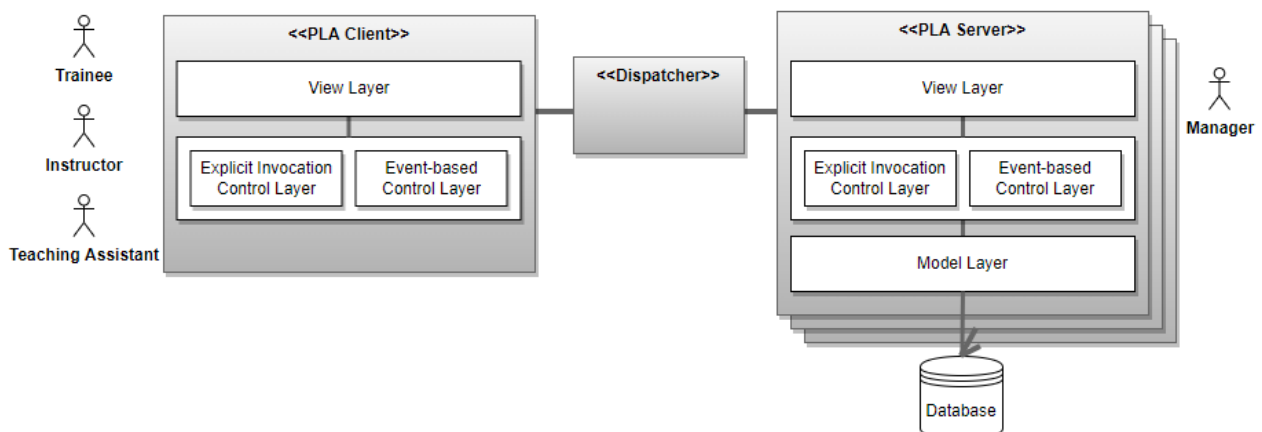 Trainee
Instructor
Teaching Assistant
<<PLA Client>>
View Layer
Explicit Invocation
Control Layer
Event-based
Control Layer
<<Dispatcher>>
<<PLA Server>>
View Layer
Explicit Invocation
Control Layer
Event-based
Control Layer
Model Layer
Database
Manager